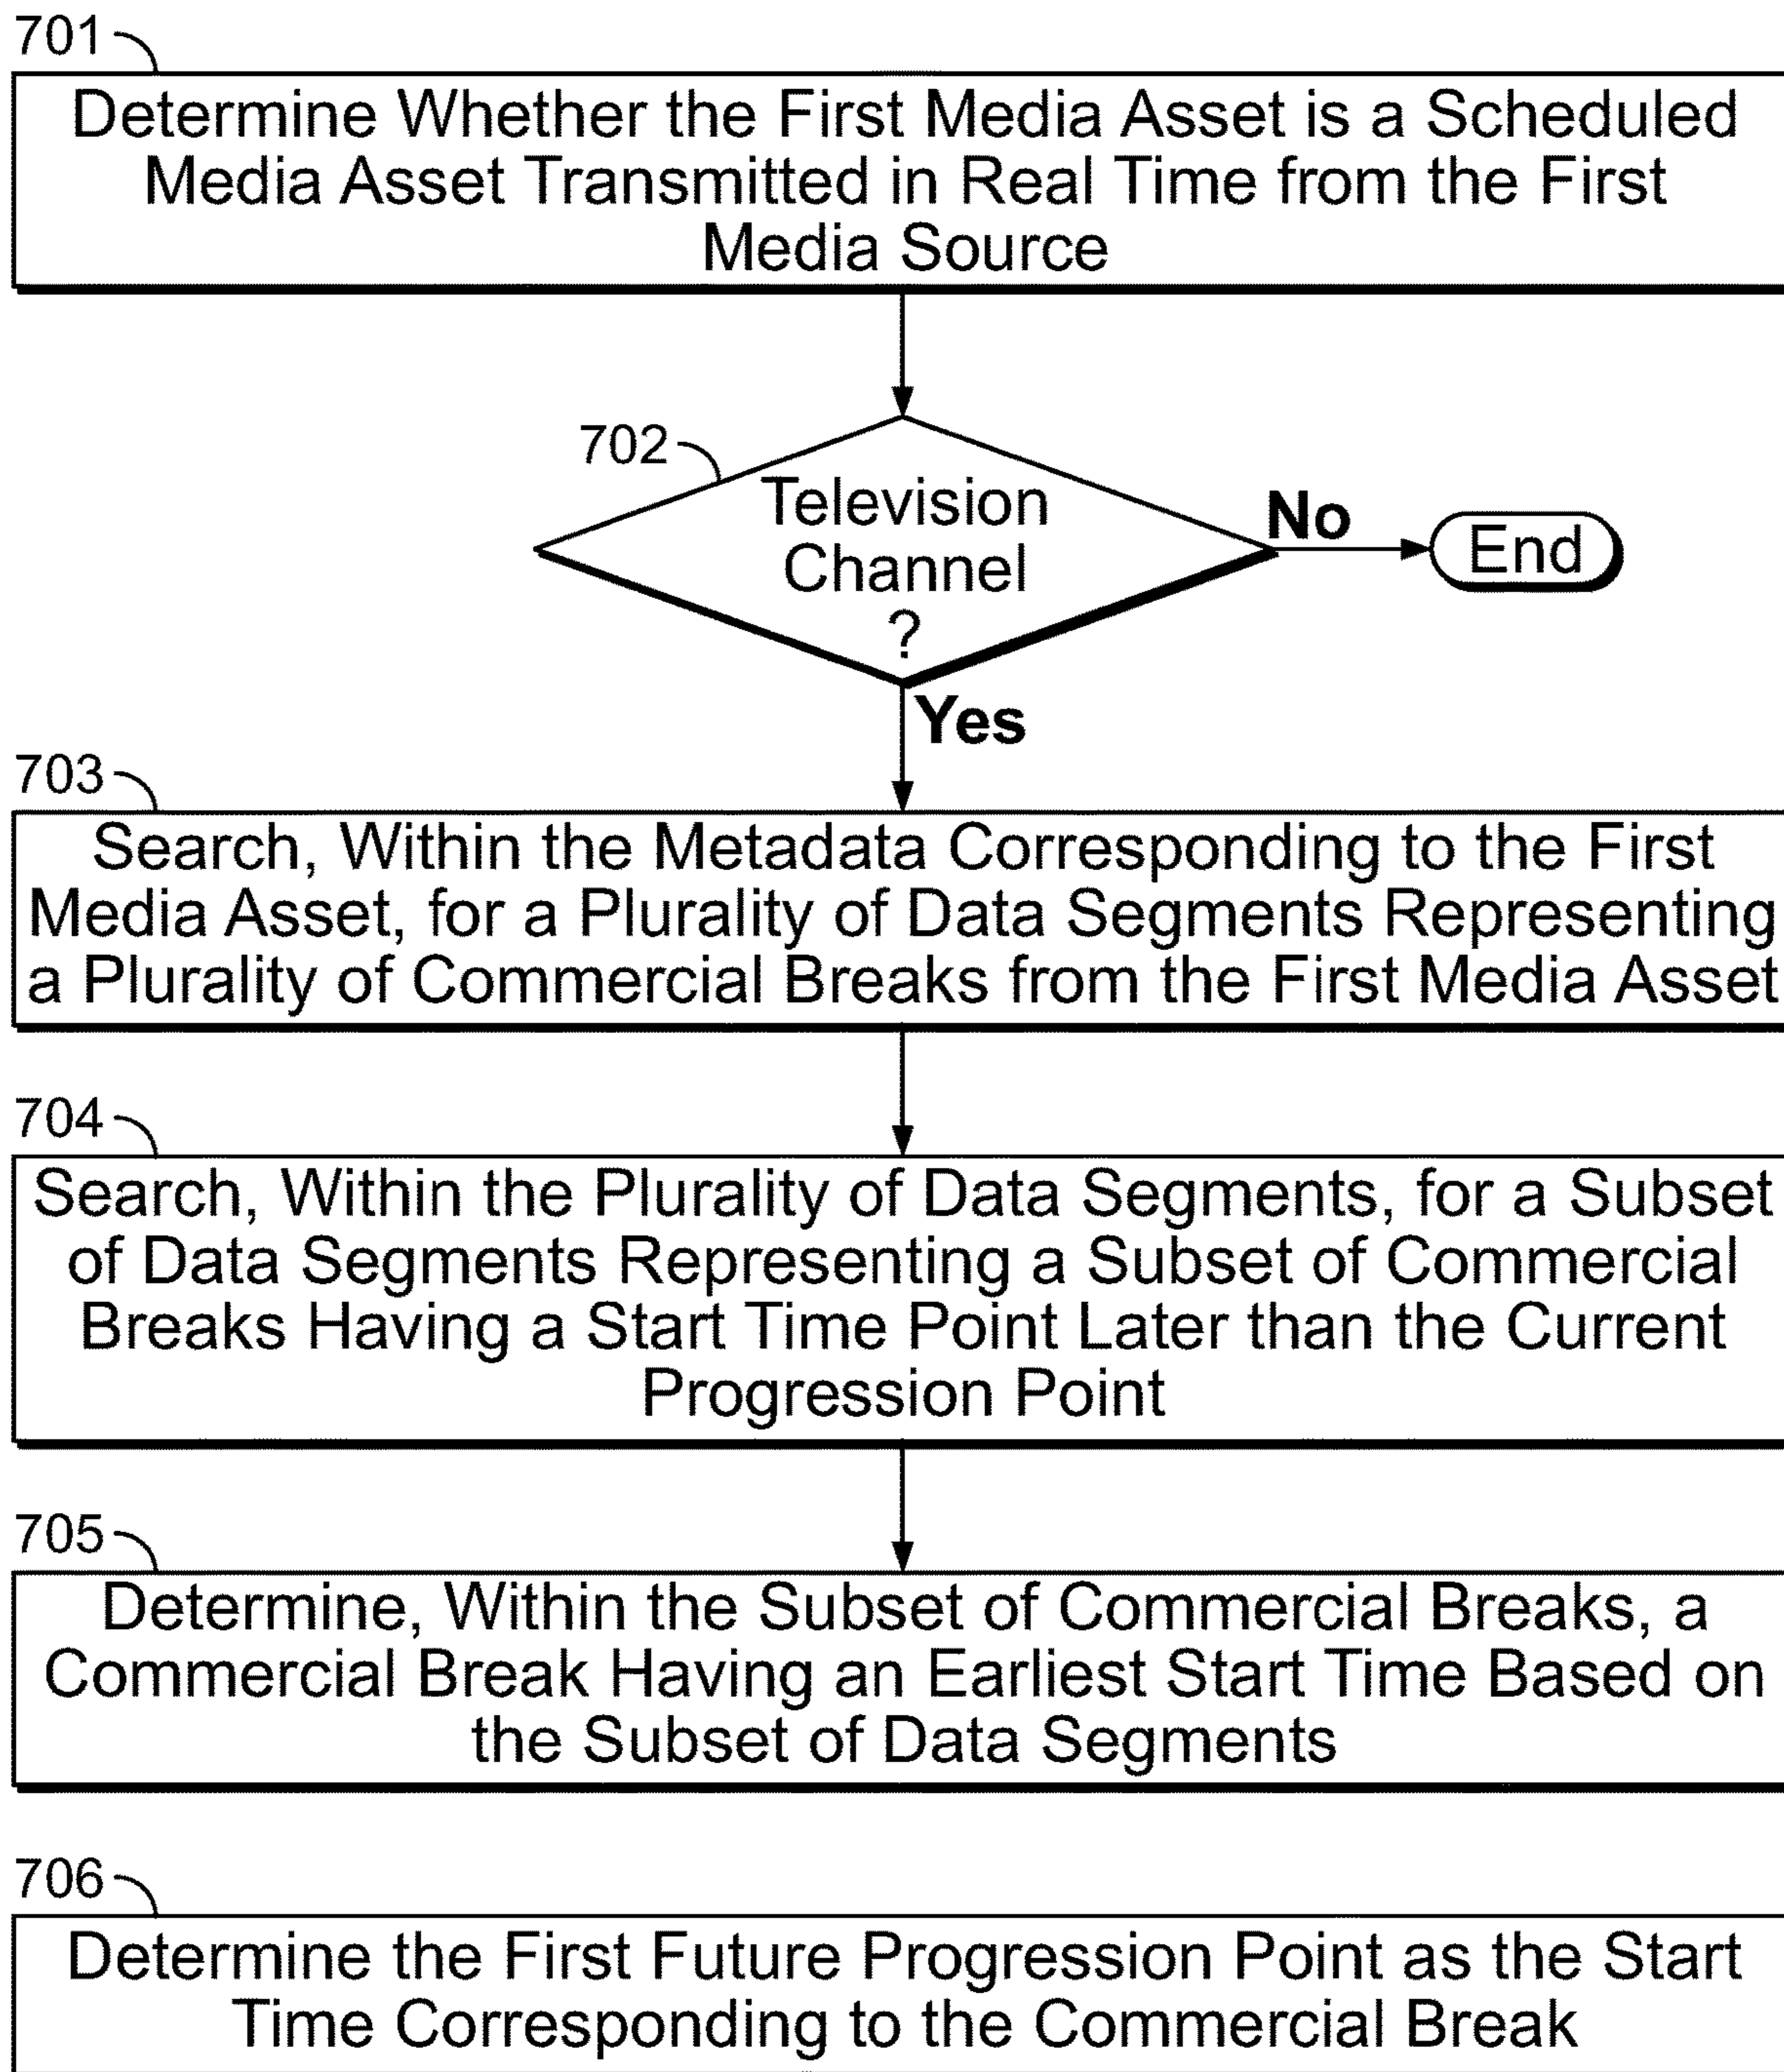 701
Determine Whether the First Media Asset is a Scheduled
Media Asset Transmitted in Real Time from the First
Media Source
702
Television
Channel
?
No
End
Yes
703
Search, Within the Metadata Corresponding to the First
Media Asset, for a Plurality of Data Segments Representing
a Plurality of Commercial Breaks from the First Media Asset
704
Search, Within the Plurality of Data Segments, for a Subset
of Data Segments Representing a Subset of Commercial
Breaks Having a Start Time Point Later than the Current
Progression Point
705
Determine, Within the Subset of Commercial Breaks, a
Commercial Break Having an Earliest Start Time Based on
the Subset of Data Segments
706
Determine the First Future Progression Point as the Start
Time Corresponding to the Commercial Break